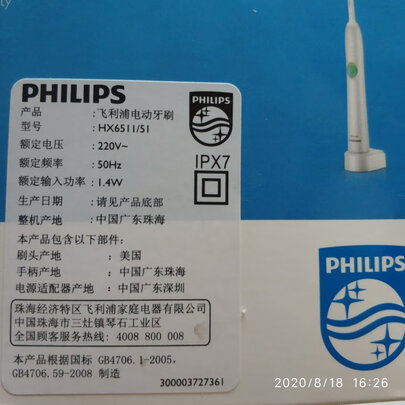 ty
PHILIPS
产品 : 飞利浦电动牙刷
型号 : HX6511/51
额定电压 : 220V~
额定频率 : 50Hz
额定输入功率 : 1.4W
生产日期 : 请见产品底部
整机产地 : 中国广东珠海
本产品包含以下部件:
刷头产地 : 美国
手柄产地 : 中国广东珠海
电源适配器产地 : 中国广东深圳
珠海经济特区飞利浦家庭电器有限公司
中国珠海市三灶镇琴石工业区
全国顾客服务热线: 4008 800 008
本产品根据国标 GB4706.1-2005,
GB4706.59-2008 制造
300003727361
PHILIPS
IPX7
PHILIPS
2020/8/18 16:26